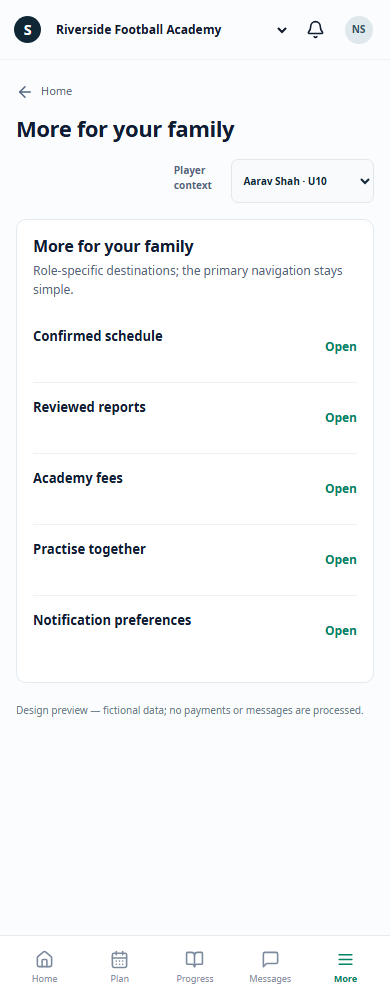 S Riverside Football Academy NS
Home
More for your family
Player
context
Aarav Shah · U10
More for your family
Role-specific destinations; the primary navigation stays
simple.
Confirmed schedule
Open
Reviewed reports
Open
Academy fees
Open
Practise together
Open
Notification preferences
Open
Design preview — fictional data; no payments or messages are processed.
Home Plan Progress Messages More